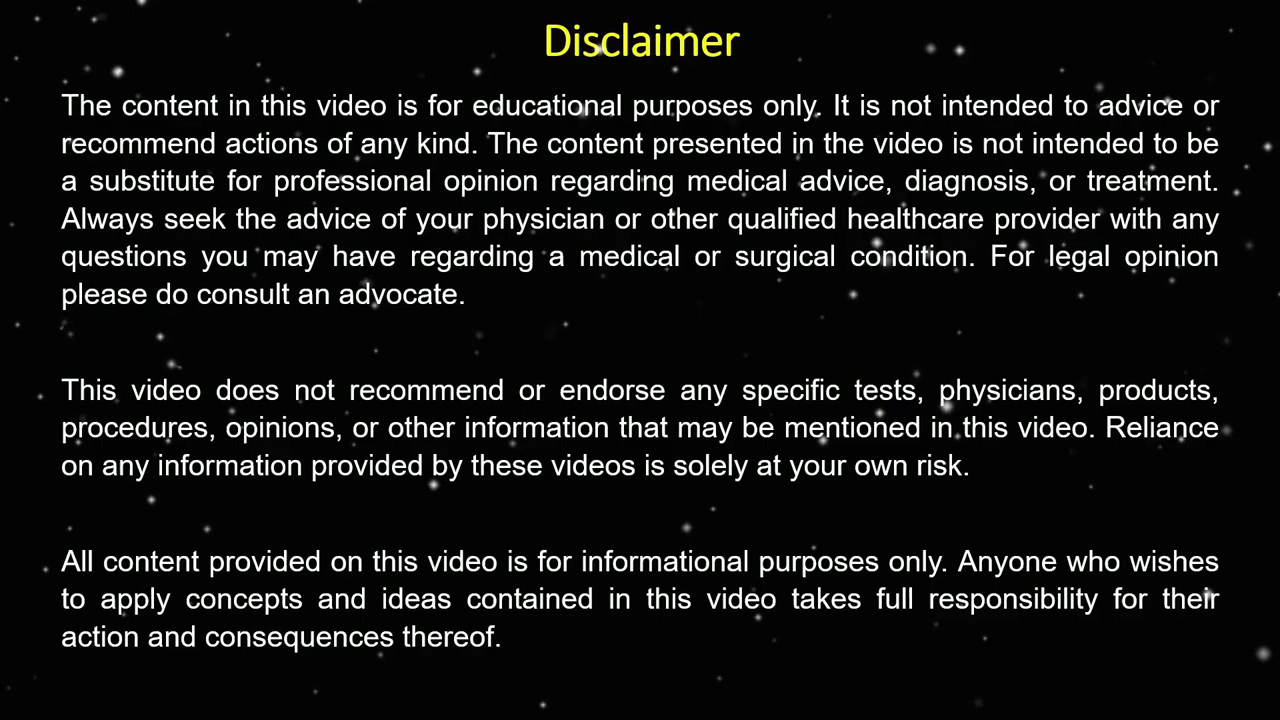 Disclaimer
The content in this video is for educational purposes only. It is not intended to advice or
recommend actions of any kind. The content presented in the video is not intended to be
a substitute for professional opinion regarding medical advice, diagnosis, or treatment.
Always seek the advice of your physician or other qualified healthcare provider with any
questions you may have regarding a medical or surgical condition. For legal opinion
please do consult an advocate.
This video does not recommend or endorse any specific tests, physicians, products,
procedures, opinions, or other information that may be mentioned in this video. Reliance
on any information provided by these videos is solely at your own risk.
All content provided on this video is for informational purposes only. Anyone who wishes
to apply concepts and ideas contained in this video takes full responsibility for their
action and consequences thereof.